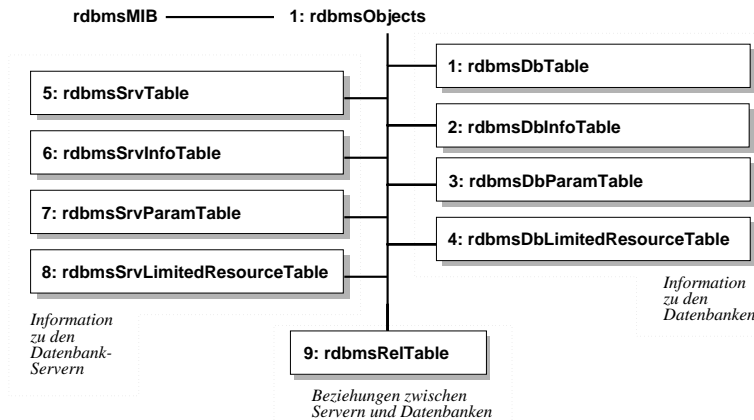 rdbmsMIB
1: rdbmsObjects
5: rdbmsSrvTable
6: rdbmsSrvInfoTable
7: rdbmsSrvParamTable
8: rdbmsSrvLimitedResourceTable
Information
zu den
Datenbank-
Servern
1: rdbmsDbTable
2: rdbmsDbInfoTable
3: rdbmsDbParamTable
4: rdbmsDbLimitedResourceTable
Information
zu den
Datenbanken
9: rdbmsRelTable
Beziehungen zwischen
Servern und Datenbanken